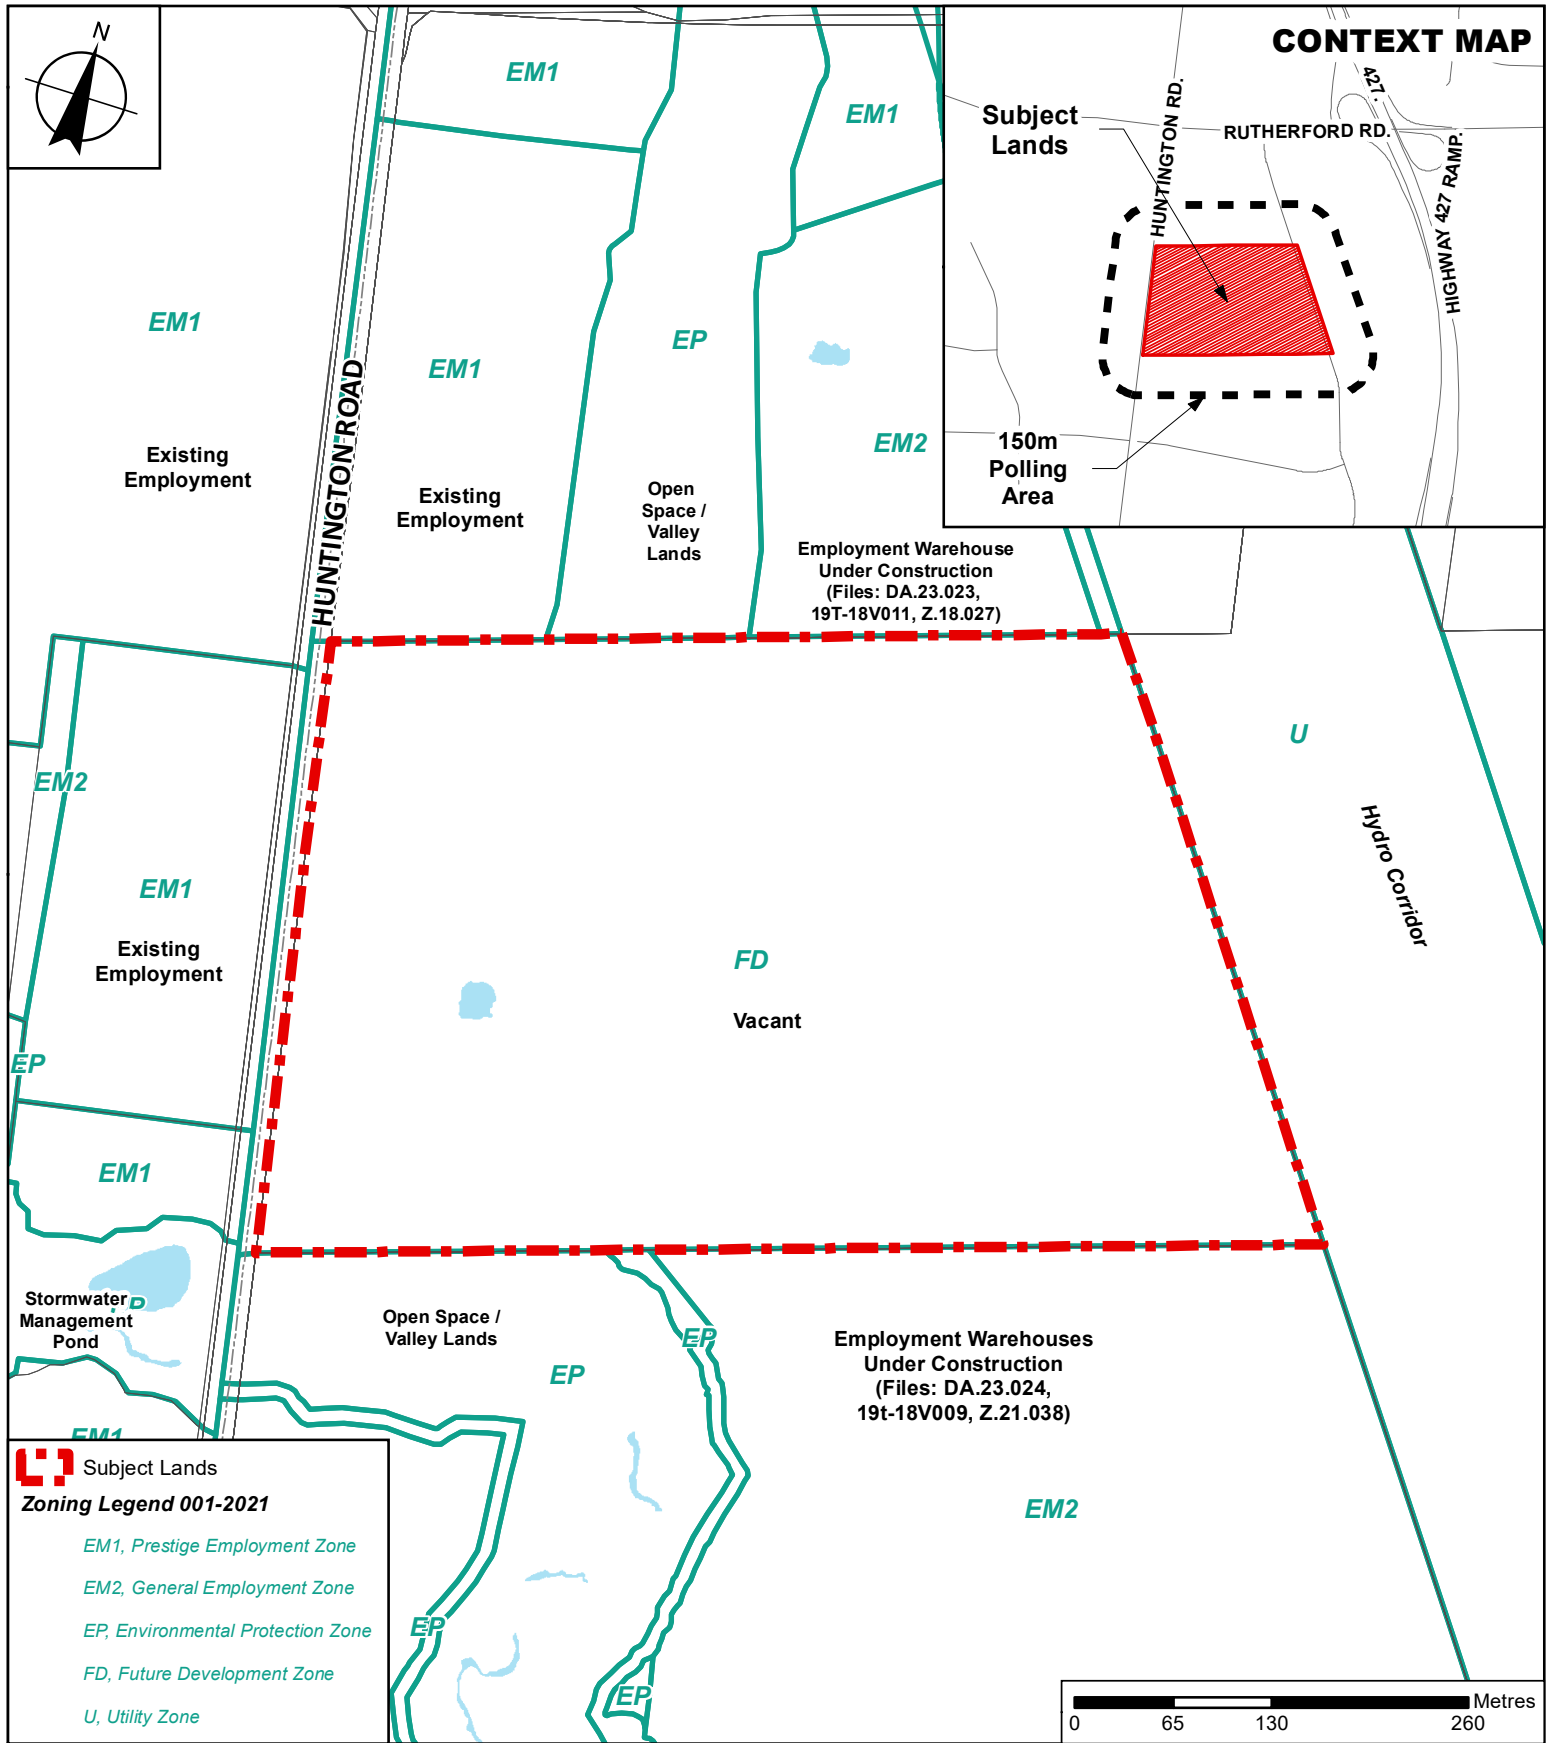 N
CONTEXT MAP
Subject
Lands
HUNTINGTON RD.
RUTHERFORD RD.
427.
HIGHWAY 427 RAMP.
150m
Polling
Area
EM1
EM1
EM1
EM1
EP
EM2
HUNTINGTON ROAD
Existing
Employment
Existing
Employment
Open
Space /
Valley
Lands
Employment Warehouse
Under Construction
(Files: DA.23.023,
19T-18V011, Z.18.027)
U
Hydro Corridor
EM2
EM1
Existing
Employment
FD
Vacant
EP
EM1
Stormwater
Management
Pond
Open Space /
Valley Lands
EP
EP
Employment Warehouses
Under Construction
(Files: DA.23.024,
19t-18V009, Z.21.038)
EM2
EM1
EP
EP
Subject Lands
Zoning Legend 001-2021
EM1, Prestige Employment Zone
EM2, General Employment Zone
EP, Environmental Protection Zone
FD, Future Development Zone
U, Utility Zone
Metres
0 65 130 260